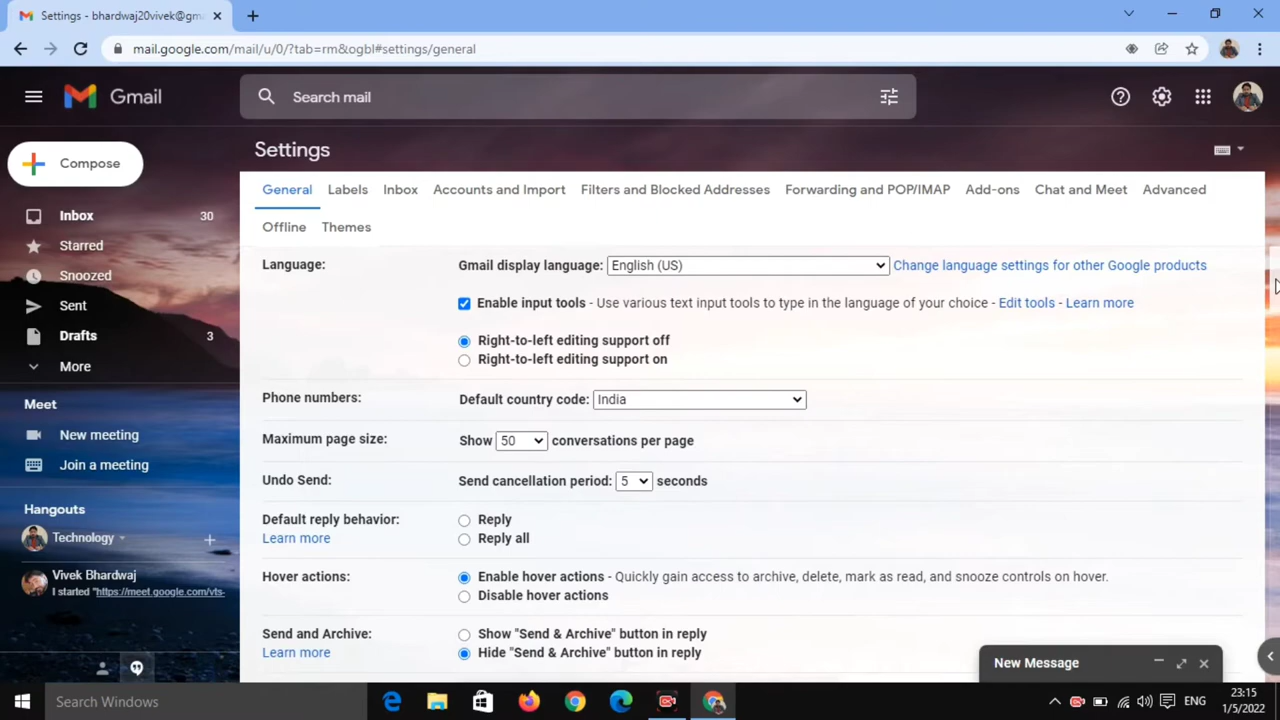 Settings - bhardwaj20vivek@gm
mail.google.com/mail/u/0/?tab=rm&ogbl#settings/general
Gmail
Search mail
Compose
Settings
General Labels Inbox Accounts and Import Filters and Blocked Addresses Forwarding and POP/IMAP Add-ons Chat and Meet Advanced
Offline Themes
Inbox 30
Starred
Snoozed
Sent
Drafts 3
More
Meet
New meeting
Join a meeting
Hangouts
Technology
Vivek Bhardwaj
I started "https://meet.google.com/vts-
Language: Gmail display language: English (US) Change language settings for other Google products
Enable input tools - Use various text input tools to type in the language of your choice - Edit tools - Learn more
Right-to-left editing support off
Right-to-left editing support on
Phone numbers: Default country code: India
Maximum page size: Show 50 conversations per page
Undo Send: Send cancellation period: 5 seconds
Default reply behavior: Reply
Learn more Reply all
Hover actions: Enable hover actions - Quickly gain access to archive, delete, mark as read, and snooze controls on hover.
Disable hover actions
Send and Archive: Show "Send & Archive" button in reply
Learn more Hide "Send & Archive" button in reply
New Message
Search Windows
ENG
23:15
1/5/2022